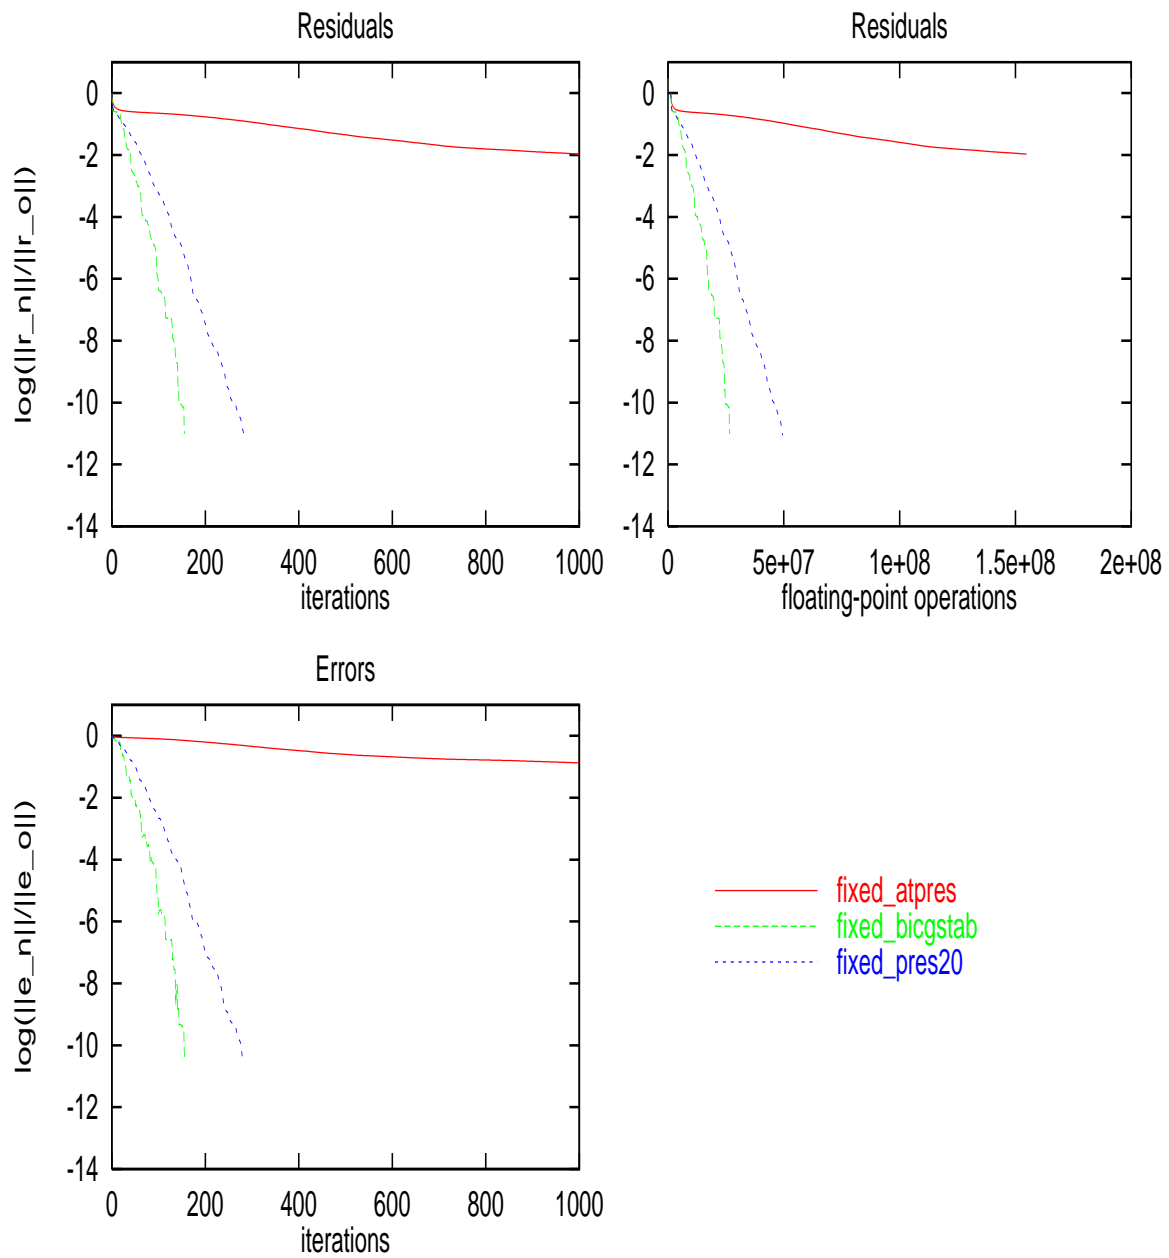 Residuals
0
-2
-4
-6
-8
-10
-12
-14
log(||r_n||/||r_o||)
0 200 400 600 800 1000
iterations
Residuals
0
-2
-4
-6
-8
-10
-12
-14
0 5e+07 1e+08 1.5e+08 2e+08
floating-point operations
Errors
0
-2
-4
-6
-8
-10
-12
-14
log(||e_n||/||e_o||)
0 200 400 600 800 1000
iterations
fixed_atpres
fixed_bicgstab
fixed_pres20